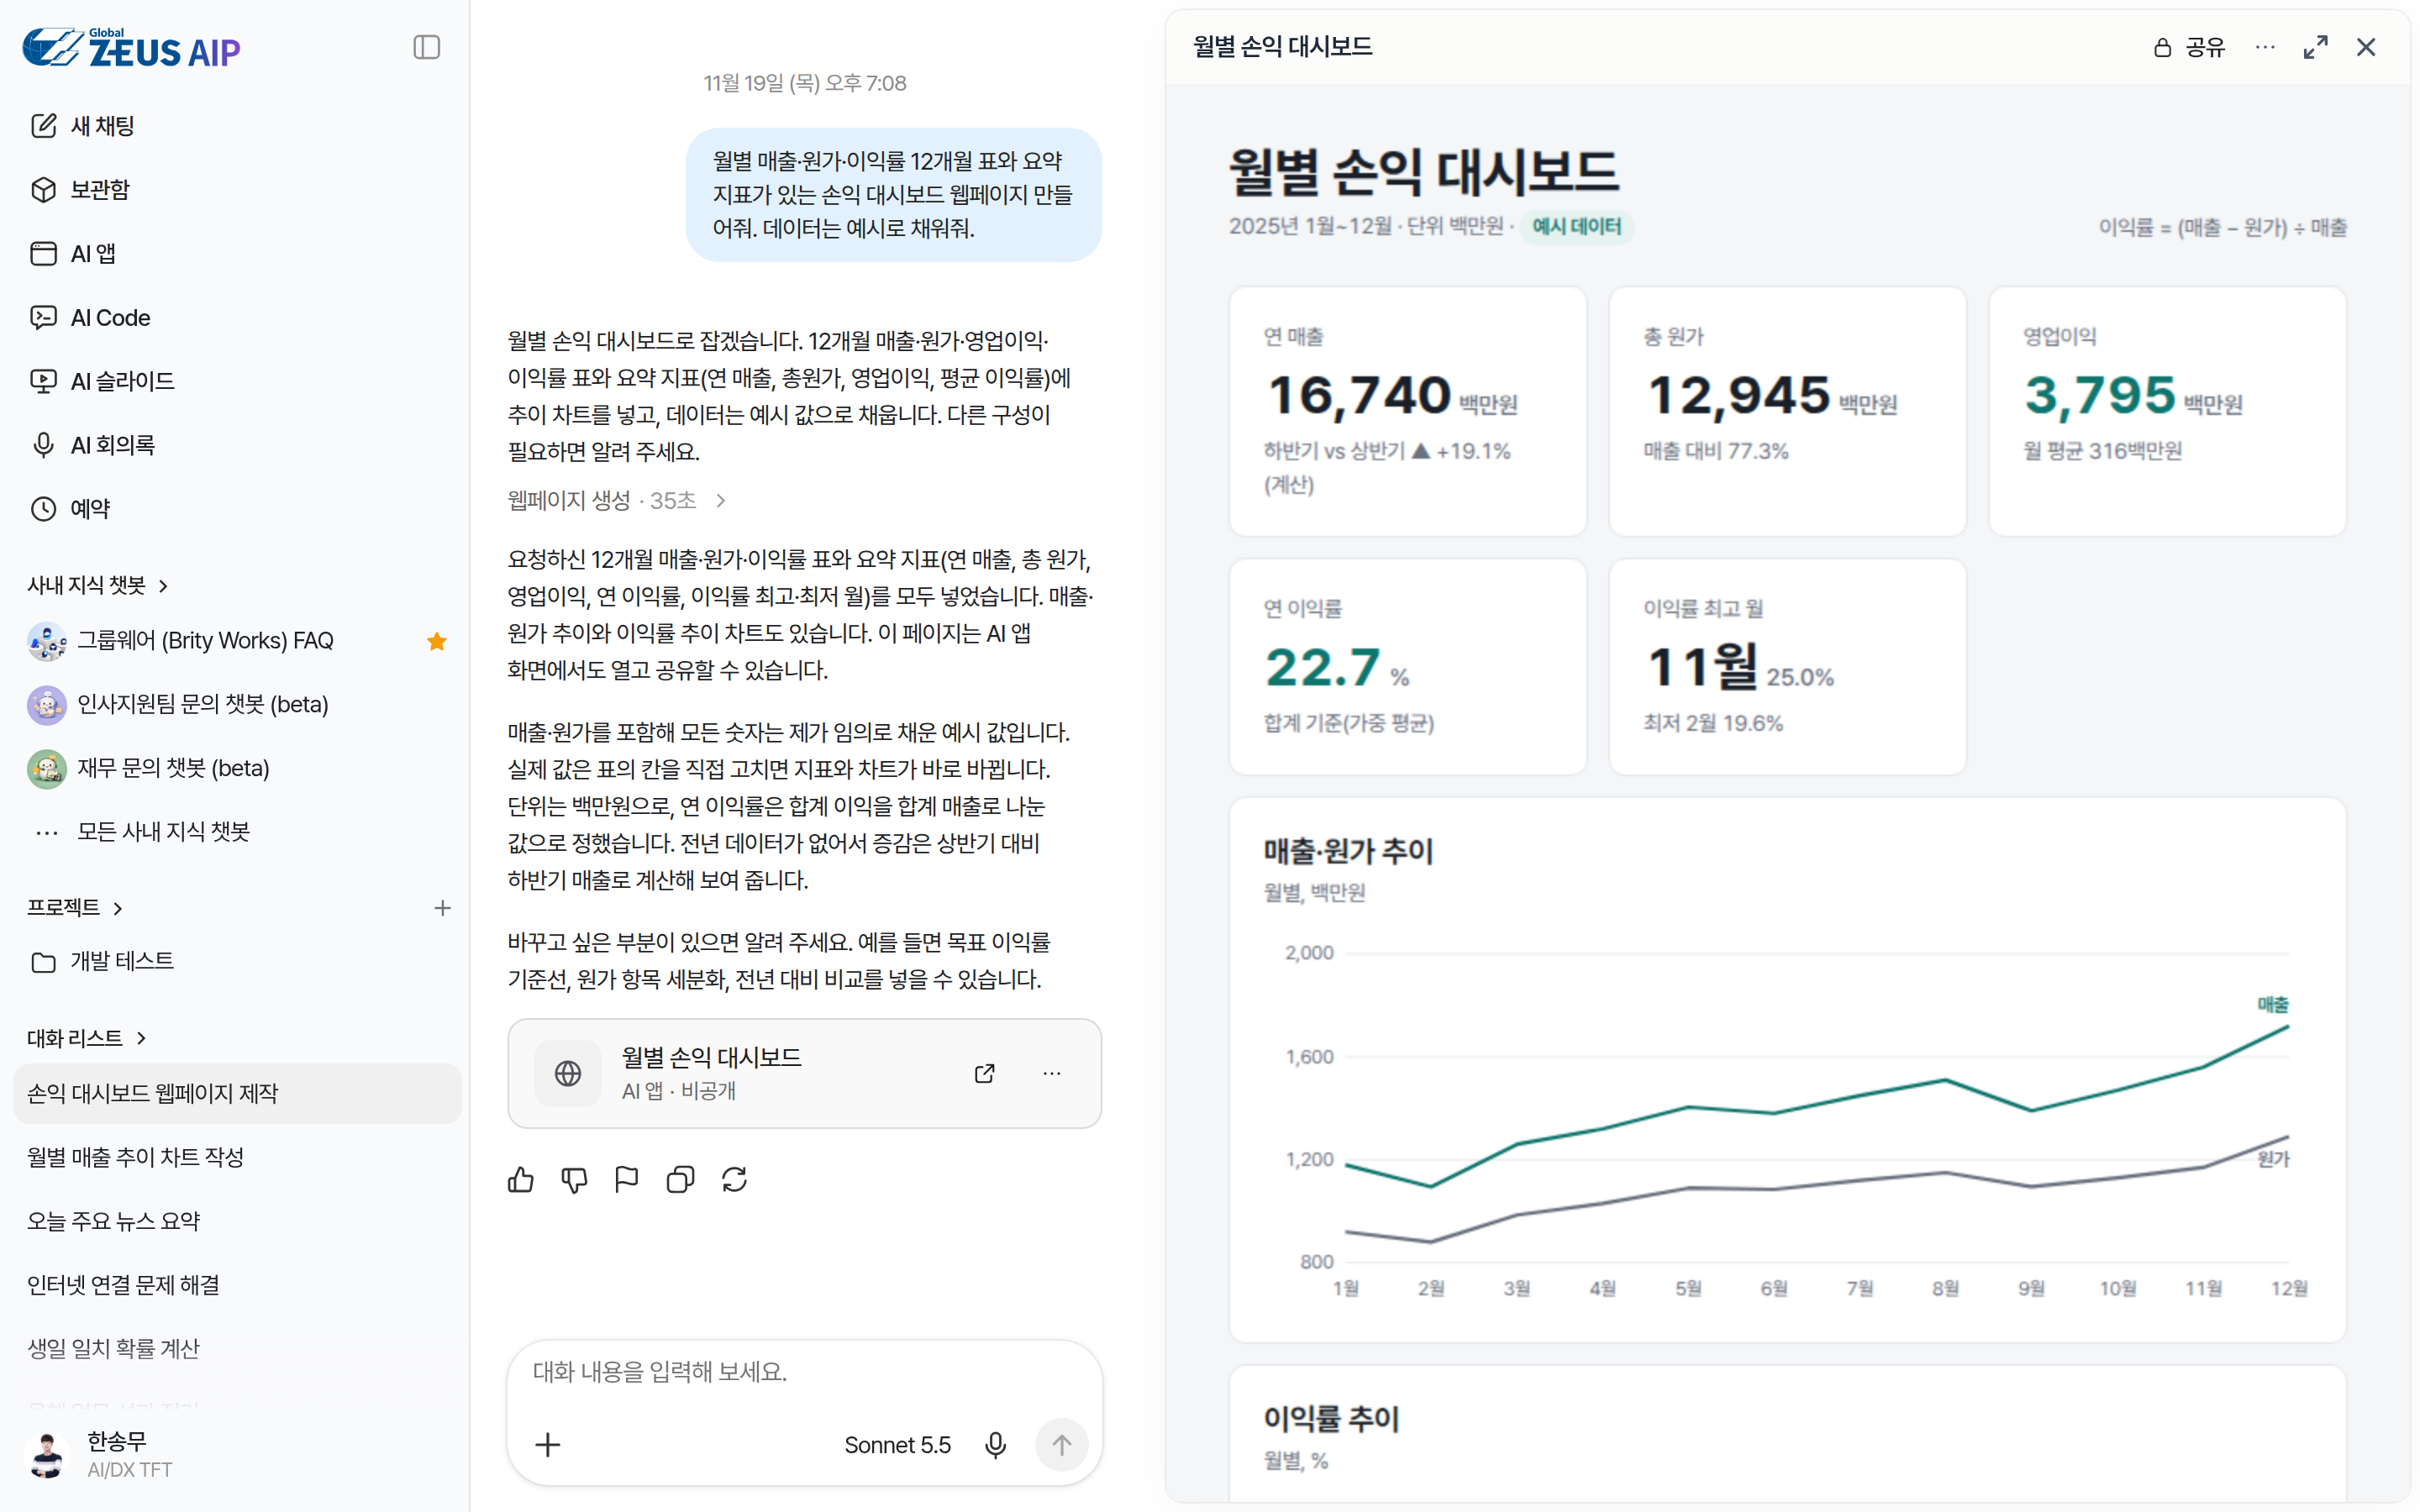 Global
ZEUS AIP
새 채팅
보관함
AI 앱
AI Code
AI 슬라이드
AI 회의록
예약
사내 지식 챗봇
그룹웨어 (Brity Works) FAQ
인사지원팀 문의 챗봇 (beta)
재무 문의 챗봇 (beta)
모든 사내 지식 챗봇
프로젝트
개발 테스트
대화 리스트
손익 대시보드 웹페이지 제작
월별 매출 추이 차트 작성
오늘 주요 뉴스 요약
인터넷 연결 문제 해결
생일 일치 확률 계산
한송무
AI/DX TFT
11월 19일 (목) 오후 7:08
월별 매출·원가·이익률 12개월 표와 요약
지표가 있는 손익 대시보드 웹페이지 만들
어줘. 데이터는 예시로 채워줘.
월별 손익 대시보드로 잡겠습니다. 12개월 매출·원가·영업이익·
이익률 표와 요약 지표(연 매출, 총원가, 영업이익, 평균 이익률)에
추이 차트를 넣고, 데이터는 예시 값으로 채웁니다. 다른 구성이
필요하면 알려 주세요.
웹페이지 생성 · 35초
요청하신 12개월 매출·원가·이익률 표와 요약 지표(연 매출, 총 원가,
영업이익, 연 이익률, 이익률 최고·최저 월)를 모두 넣었습니다. 매출·
원가 추이와 이익률 추이 차트도 있습니다. 이 페이지는 AI 앱
화면에서도 열고 공유할 수 있습니다.
매출·원가를 포함해 모든 숫자는 제가 임의로 채운 예시 값입니다.
실제 값은 표의 칸을 직접 고치면 지표와 차트가 바로 바뀝니다.
단위는 백만원으로, 연 이익률은 합계 이익을 합계 매출로 나눈
값으로 정했습니다. 전년 데이터가 없어서 증감은 상반기 대비
하반기 매출로 계산해 보여 줍니다.
바꾸고 싶은 부분이 있으면 알려 주세요. 예를 들면 목표 이익률
기준선, 원가 항목 세분화, 전년 대비 비교를 넣을 수 있습니다.
월별 손익 대시보드
AI 앱 · 비공개
대화 내용을 입력해 보세요.
Sonnet 5.5
월별 손익 대시보드
공유
월별 손익 대시보드
2025년 1월~12월 · 단위 백만원 · 예시 데이터
이익률 = (매출 − 원가) ÷ 매출
연 매출
16,740 백만원
하반기 vs 상반기 ▲ +19.1%
(계산)
총 원가
12,945 백만원
매출 대비 77.3%
영업이익
3,795 백만원
월 평균 316백만원
연 이익률
22.7 %
합계 기준(가중 평균)
이익률 최고 월
11월 25.0%
최저 2월 19.6%
매출·원가 추이
월별, 백만원
2,000
1,600
1,200
800
매출
원가
1월 2월 3월 4월 5월 6월 7월 8월 9월 10월 11월 12월
이익률 추이
월별, %